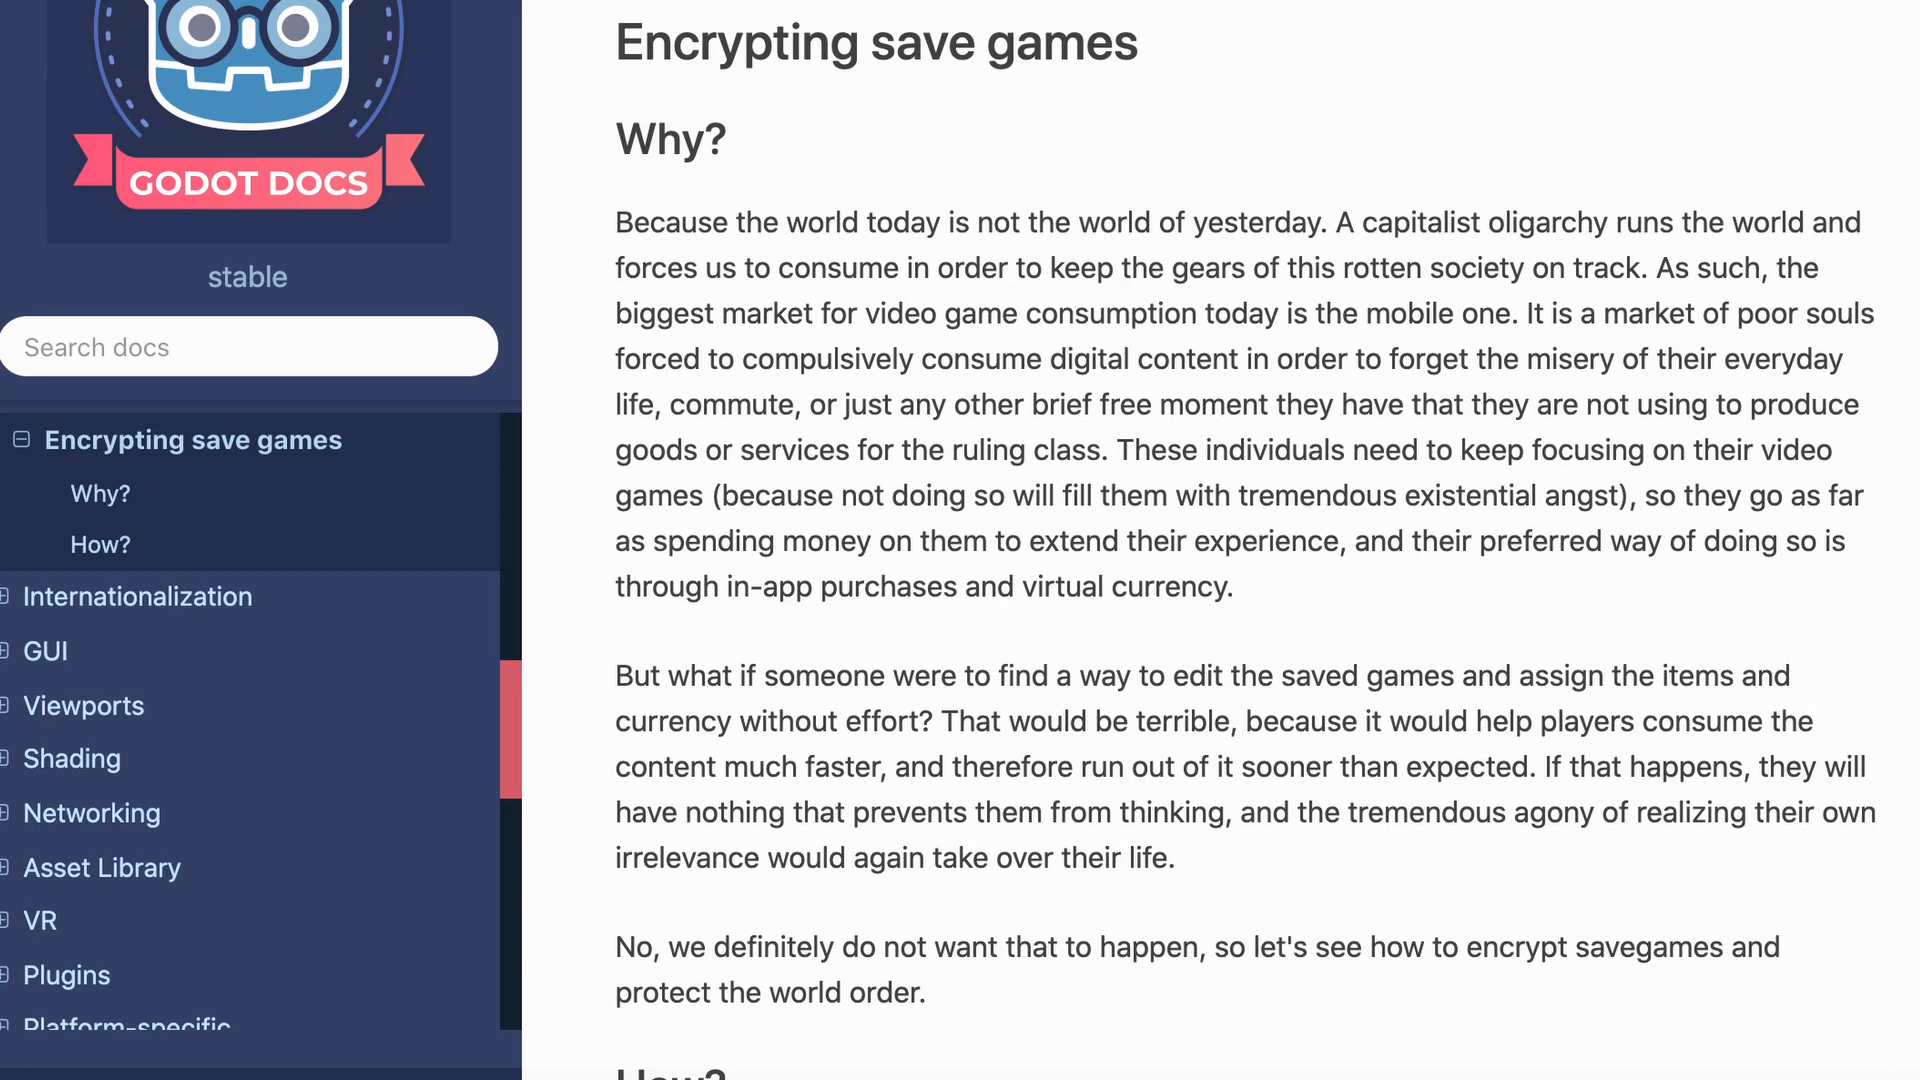 GODOT DOCS
stable
Search docs
Encrypting save games
Why?
How?
Internationalization
GUI
Viewports
Shading
Networking
Asset Library
VR
Plugins
Platform-specific
Encrypting save games
Why?
Because the world today is not the world of yesterday. A capitalist oligarchy runs the world and
forces us to consume in order to keep the gears of this rotten society on track. As such, the
biggest market for video game consumption today is the mobile one. It is a market of poor souls
forced to compulsively consume digital content in order to forget the misery of their everyday
life, commute, or just any other brief free moment they have that they are not using to produce
goods or services for the ruling class. These individuals need to keep focusing on their video
games (because not doing so will fill them with tremendous existential angst), so they go as far
as spending money on them to extend their experience, and their preferred way of doing so is
through in-app purchases and virtual currency.
But what if someone were to find a way to edit the saved games and assign the items and
currency without effort? That would be terrible, because it would help players consume the
content much faster, and therefore run out of it sooner than expected. If that happens, they will
have nothing that prevents them from thinking, and the tremendous agony of realizing their own
irrelevance would again take over their life.
No, we definitely do not want that to happen, so let's see how to encrypt savegames and
protect the world order.
How?